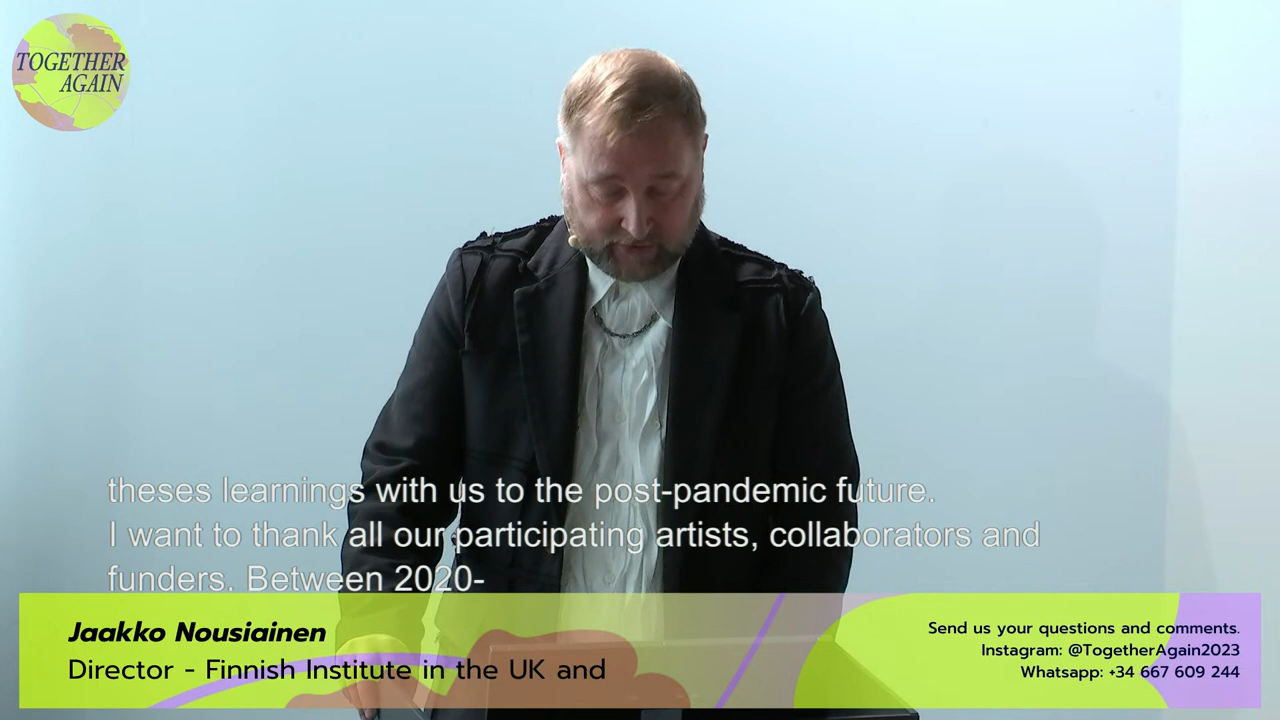 TOGETHER
AGAIN
theses learnings with us to the post-pandemic future.
I want to thank all our participating artists, collaborators and
funders. Between 2020-
Jaakko Nousiainen
Director - Finnish Institute in the UK and
Send us your questions and comments.
Instagram: @TogetherAgain2023
Whatsapp: +34 667 609 244